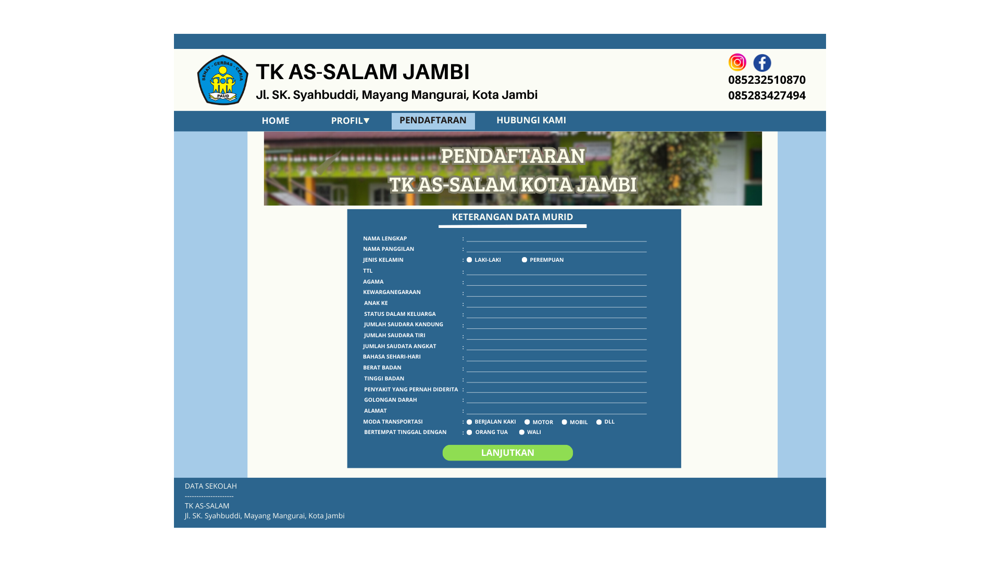 SEHAT - CERDAS - CERIA
PAUD
TK AS-SALAM JAMBI
Jl. SK. Syahbuddi, Mayang Mangurai, Kota Jambi
085232510870
085283427494
HOME PROFIL▼ PENDAFTARAN HUBUNGI KAMI
PENDAFTARAN
TK AS-SALAM KOTA JAMBI
KETERANGAN DATA MURID
NAMA LENGKAP :
NAMA PANGGILAN :
JENIS KELAMIN : LAKI-LAKI PEREMPUAN
TTL :
AGAMA :
KEWARGANEGARAAN :
ANAK KE :
STATUS DALAM KELUARGA :
JUMLAH SAUDARA KANDUNG :
JUMLAH SAUDARA TIRI :
JUMLAH SAUDATA ANGKAT :
BAHASA SEHARI-HARI :
BERAT BADAN :
TINGGI BADAN :
PENYAKIT YANG PERNAH DIDERITA :
GOLONGAN DARAH :
ALAMAT :
MODA TRANSPORTASI : BERJALAN KAKI MOTOR MOBIL DLL
BERTEMPAT TINGGAL DENGAN : ORANG TUA WALI
LANJUTKAN
DATA SEKOLAH
---------------------
TK AS-SALAM
Jl. SK. Syahbuddi, Mayang Mangurai, Kota Jambi